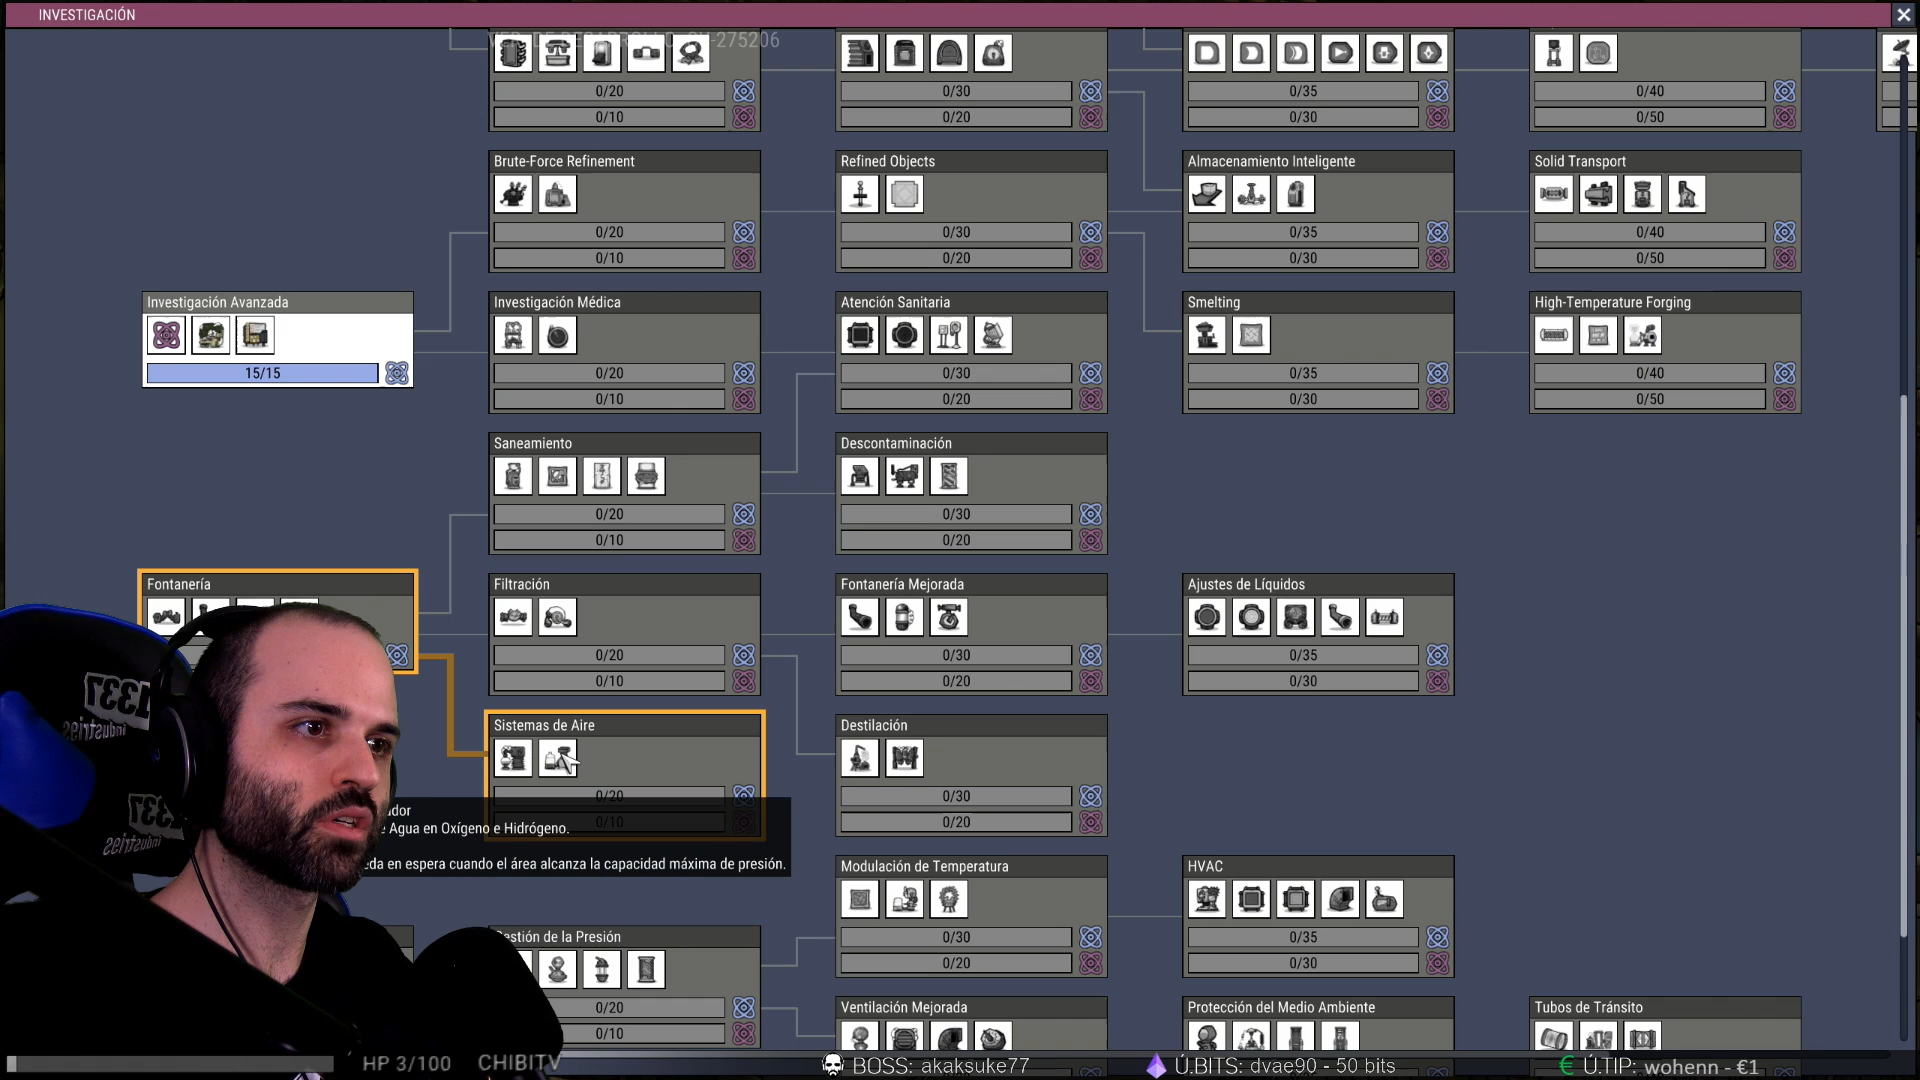 INVESTIGACIÓN
0/20
0/10
0/30
0/20
0/35
0/30
0/40
0/50
Brute-Force Refinement
0/20
0/10
Refined Objects
0/30
0/20
Almacenamiento Inteligente
0/35
0/30
Solid Transport
0/40
0/50
Investigación Avanzada
15/15
Investigación Médica
0/20
0/10
Atención Sanitaria
0/30
0/20
Smelting
0/35
0/30
High-Temperature Forging
0/40
0/50
Saneamiento
0/20
0/10
Descontaminación
0/30
0/20
Fontanería
Filtración
0/20
0/10
Fontanería Mejorada
0/30
0/20
Ajustes de Líquidos
0/35
0/30
Sistemas de Aire
0/20
0/10
Destilación
0/30
0/20
dor
Agua en Oxígeno e Hidrógeno.
eda en espera cuando el área alcanza la capacidad máxima de presión.
Modulación de Temperatura
0/30
0/20
HVAC
0/35
0/30
estión de la Presión
0/20
0/10
Ventilación Mejorada
Protección del Medio Ambiente
Tubos de Tránsito
1337
industries
1337
industries
HP 3/100
CHIBITV
BOSS: akaksuke77
Ú.BITS: dvae90 - 50 bits
€ Ú.TIP: wohenn - €1